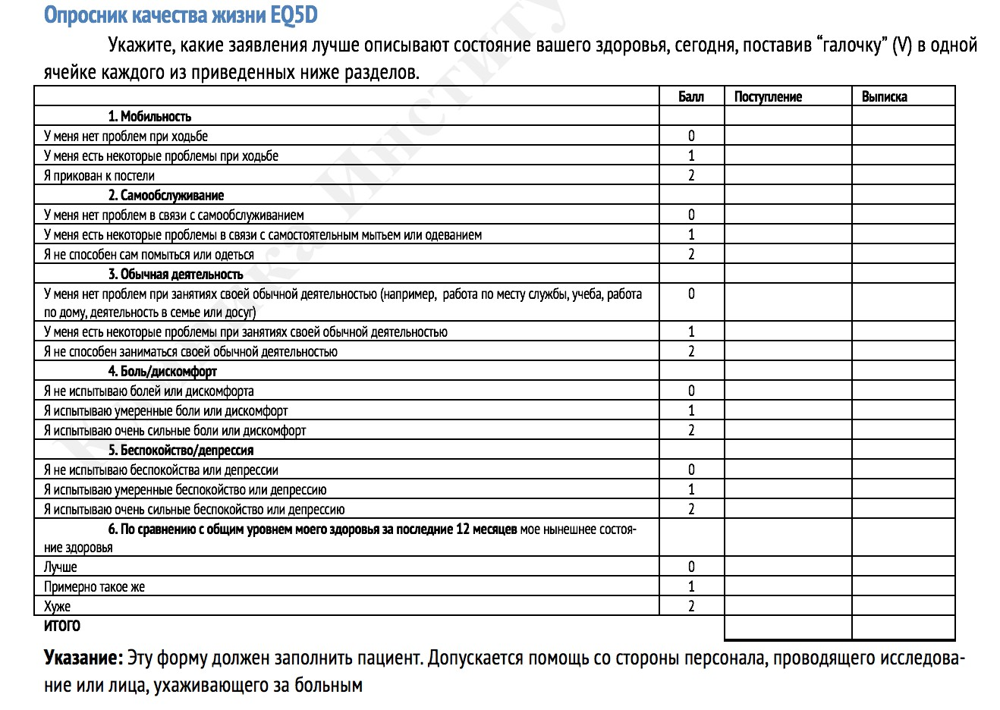 Опросник качества жизни EQ5D
Укажите, какие заявления лучше описывают состояние вашего здоровья, сегодня, поставив “галочку” (V) в одной
ячейке каждого из приведенных ниже разделов.
Балл Поступление Выписка
1. Мобильность
У меня нет проблем при ходьбе 0
У меня есть некоторые проблемы при ходьбе 1
Я прикован к постели 2
2. Самообслуживание
У меня нет проблем в связи с самообслуживанием 0
У меня есть некоторые проблемы в связи с самостоятельным мытьем или одеванием 1
Я не способен сам помыться или одеться 2
3. Обычная деятельность
У меня нет проблем при занятиях своей обычной деятельностью (например, работа по месту службы, учеба, работа 0
по дому, деятельность в семье или досуг)
У меня есть некоторые проблемы при занятиях своей обычной деятельностью 1
Я не способен заниматься своей обычной деятельностью 2
4. Боль/дискомфорт
Я не испытываю болей или дискомфорта 0
Я испытываю умеренные боли или дискомфорт 1
Я испытываю очень сильные боли или дискомфорт 2
5. Беспокойство/депрессия
Я не испытываю беспокойства или депрессии 0
Я испытываю умеренные беспокойство или депрессию 1
Я испытываю очень сильные беспокойство или депрессию 2
6. По сравнению с общим уровнем моего здоровья за последние 12 месяцев мое нынешнее состоя-
ние здоровья
Лучше 0
Примерно такое же 1
Хуже 2
ИТОГО
Указание: Эту форму должен заполнить пациент. Допускается помощь со стороны персонала, проводящего исследова-
ние или лица, ухаживающего за больным
Клиника Институ